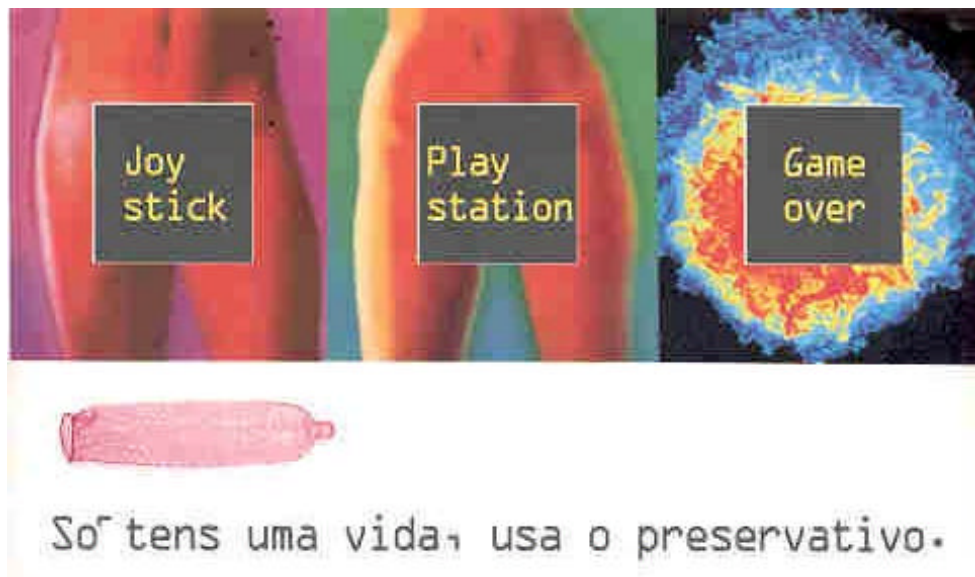 Joy
stick
Play
station
Game
over
Só tens uma vida, usa o preservativo.